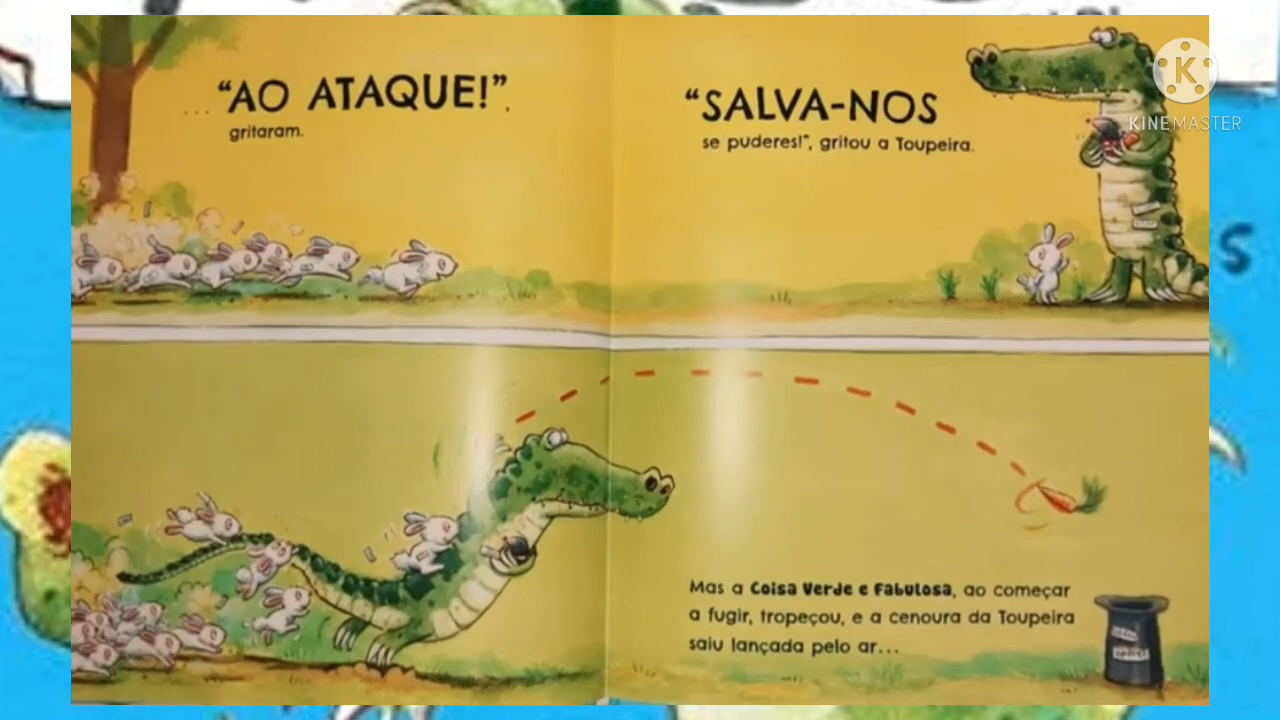 ... “AO ATAQUE!”,
gritaram.
“SALVA-NOS
se puderes!”, gritou a Toupeira.
Mas a Coisa Verde e Fabulosa, ao começar
a fugir, tropeçou, e a cenoura da Toupeira
saiu lançada pelo ar...
K
KINEMASTER
S